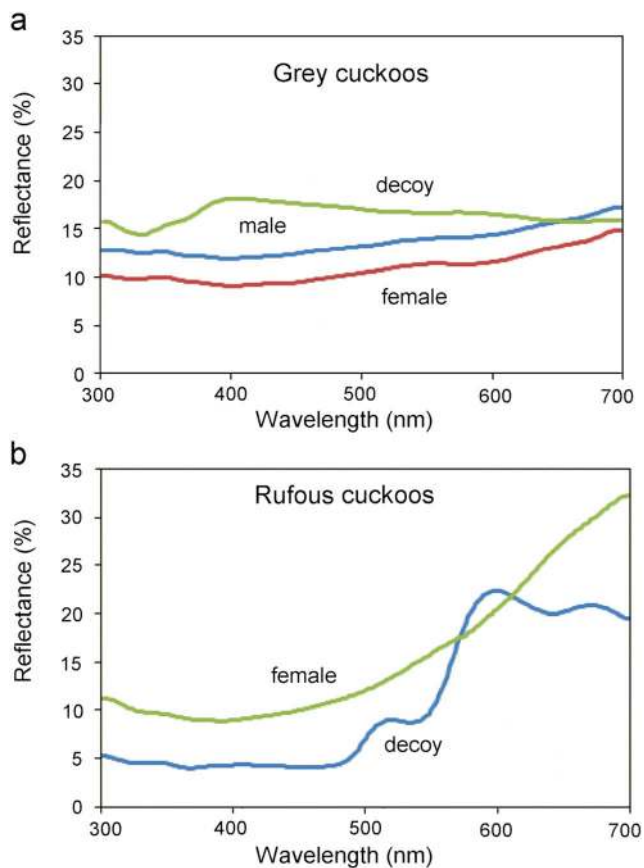 a
Grey cuckoos
Reflectance (%)
35
30
25
20
15
10
5
0
decoy
male
female
300 400 500 600 700
Wavelength (nm)
b
Rufous cuckoos
Reflectance (%)
35
30
25
20
15
10
5
0
female
decoy
300 400 500 600 700
Wavelength (nm)